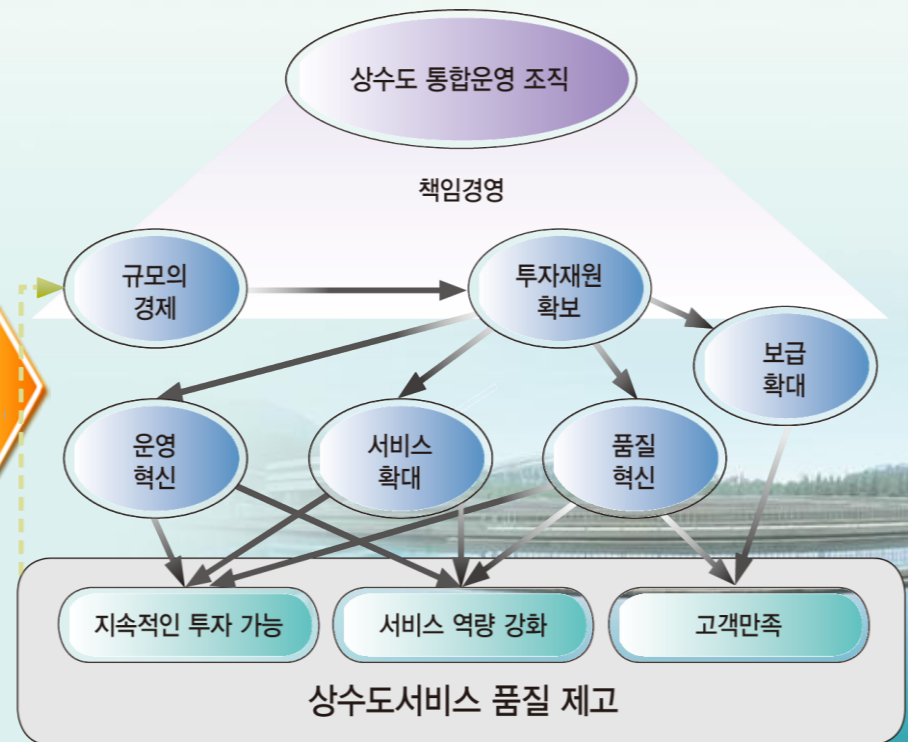 상수도 통합운영 조직
책임경영
규모의
경제
투자재원
확보
보급
확대
운영
혁신
서비스
확대
품질
혁신
지속적인 투자 가능
서비스 역량 강화
고객만족
상수도서비스 품질 제고